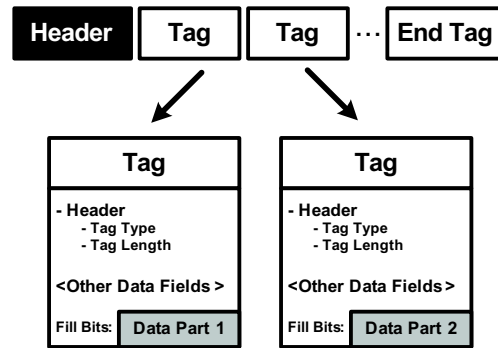 Header Tag Tag ... End Tag
Tag
- Header
- Tag Type
- Tag Length
<Other Data Fields >
Fill Bits: Data Part 1
Tag
- Header
- Tag Type
- Tag Length
<Other Data Fields >
Fill Bits: Data Part 2